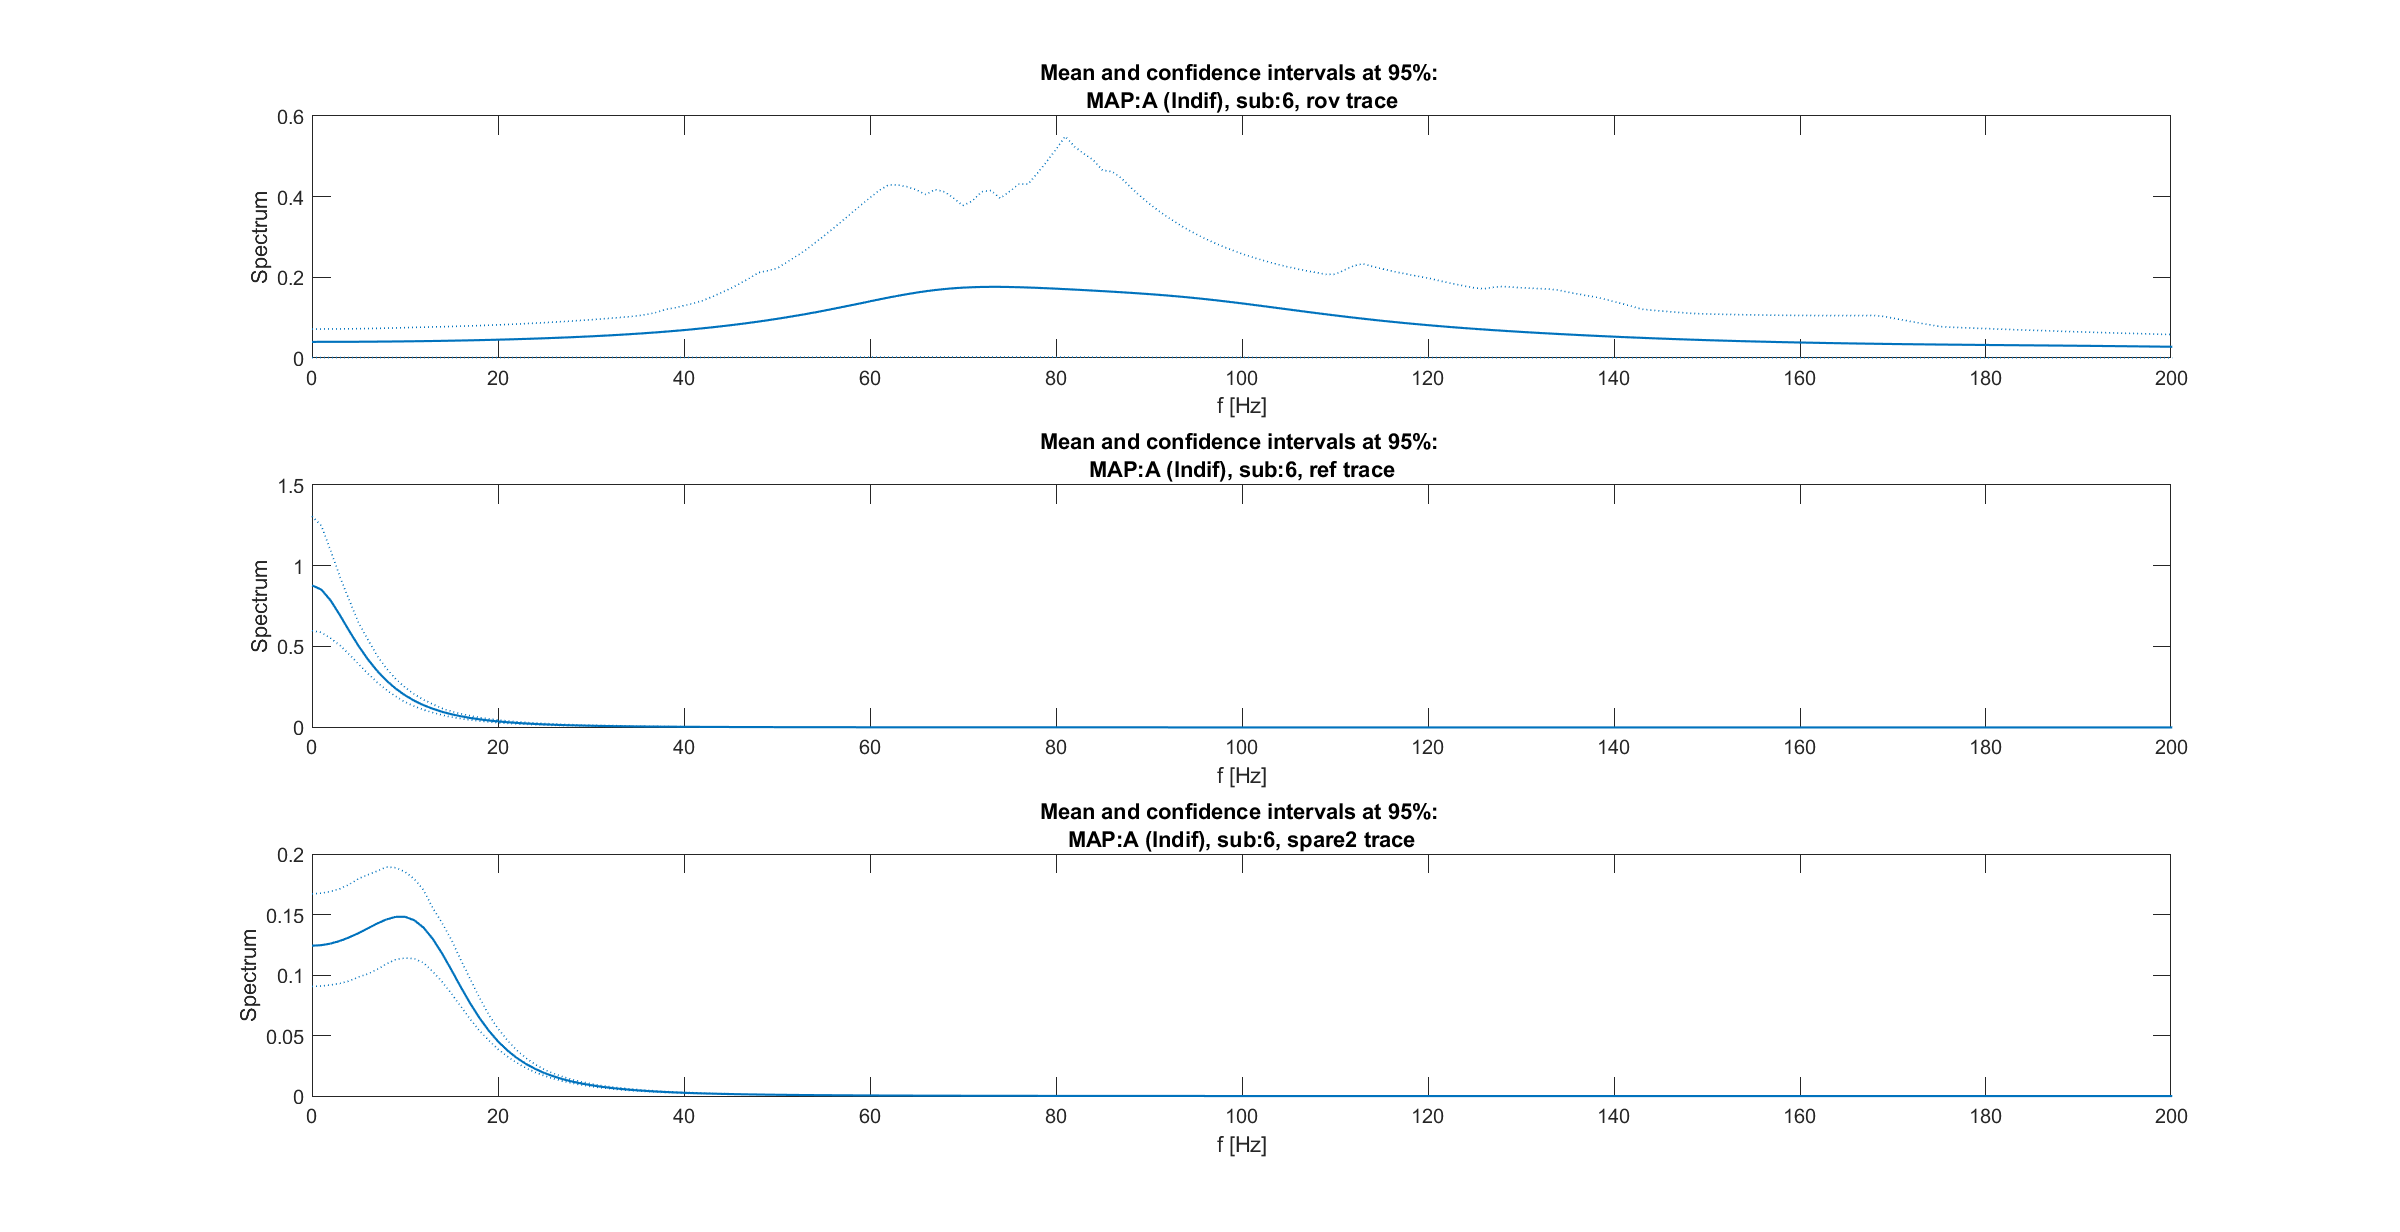 Mean and confidence intervals at 95%:
MAP:A (Indif), sub:6, rov trace
0.6
0.4
0.2
0
Spectrum
0 20 40 60 80 100 120 140 160 180 200
f [Hz]
Mean and confidence intervals at 95%:
MAP:A (Indif), sub:6, ref trace
1.5
1
0.5
0
Spectrum
0 20 40 60 80 100 120 140 160 180 200
f [Hz]
Mean and confidence intervals at 95%:
MAP:A (Indif), sub:6, spare2 trace
0.2
0.15
0.1
0.05
0
Spectrum
0 20 40 60 80 100 120 140 160 180 200
f [Hz]